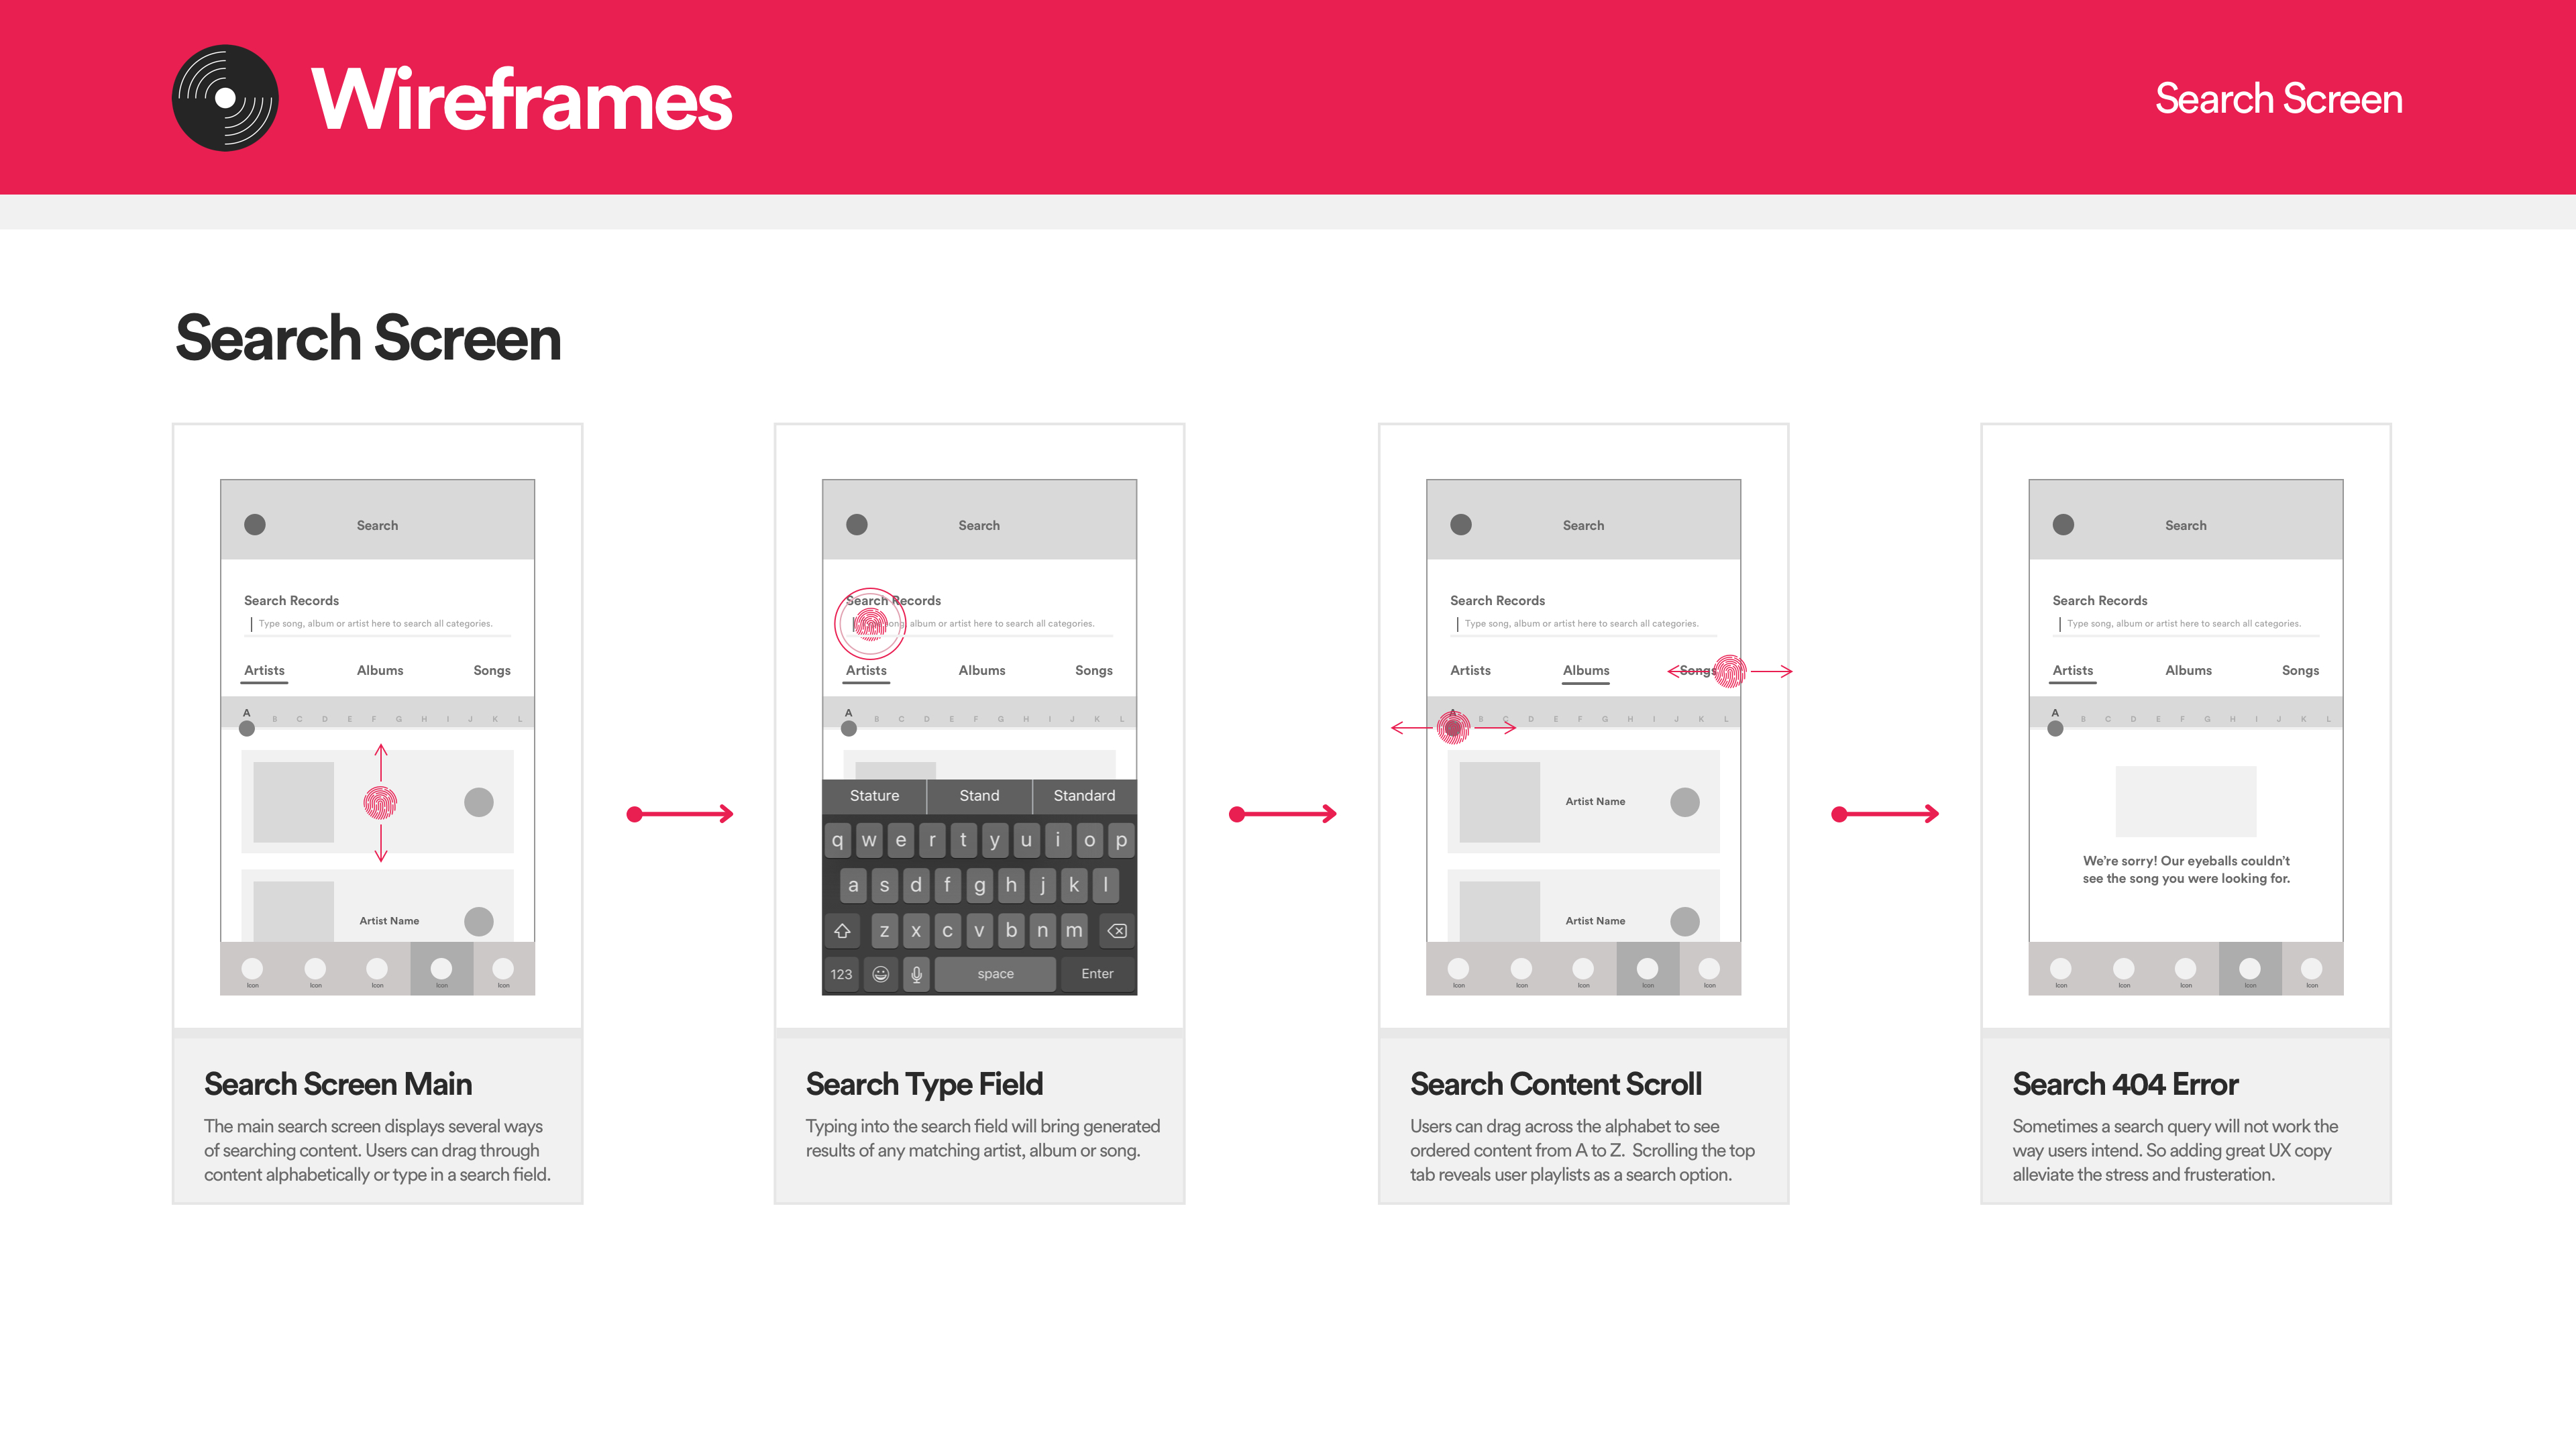 Wireframes
Search Screen
Search Screen
Search
Search Records
Type song, album or artist here to search all categories.
Artists Albums Songs
A B C D E F G H I J K L
Artist Name
Icon Icon Icon Icon Icon
Search Screen Main
The main search screen displays several ways
of searching content. Users can drag through
content alphabetically or type in a search field.
Search
Search Records
song, album or artist here to search all categories.
Artists Albums Songs
A B C D E F G H I J K L
Stature Stand Standard
q w e r t y u i o p
a s d f g h j k l
z x c v b n m
123 space Enter
Search Type Field
Typing into the search field will bring generated
results of any matching artist, album or song.
Search
Search Records
Type song, album or artist here to search all categories.
Artists Albums Songs
A B C D E F G H I J K L
Artist Name
Artist Name
Icon Icon Icon Icon Icon
Search Content Scroll
Users can drag across the alphabet to see
ordered content from A to Z. Scrolling the top
tab reveals user playlists as a search option.
Search
Search Records
Type song, album or artist here to search all categories.
Artists Albums Songs
A B C D E F G H I J K L
We're sorry! Our eyeballs couldn't
see the song you were looking for.
Icon Icon Icon Icon Icon
Search 404 Error
Sometimes a search query will not work the
way users intend. So adding great UX copy
alleviate the stress and frusteration.